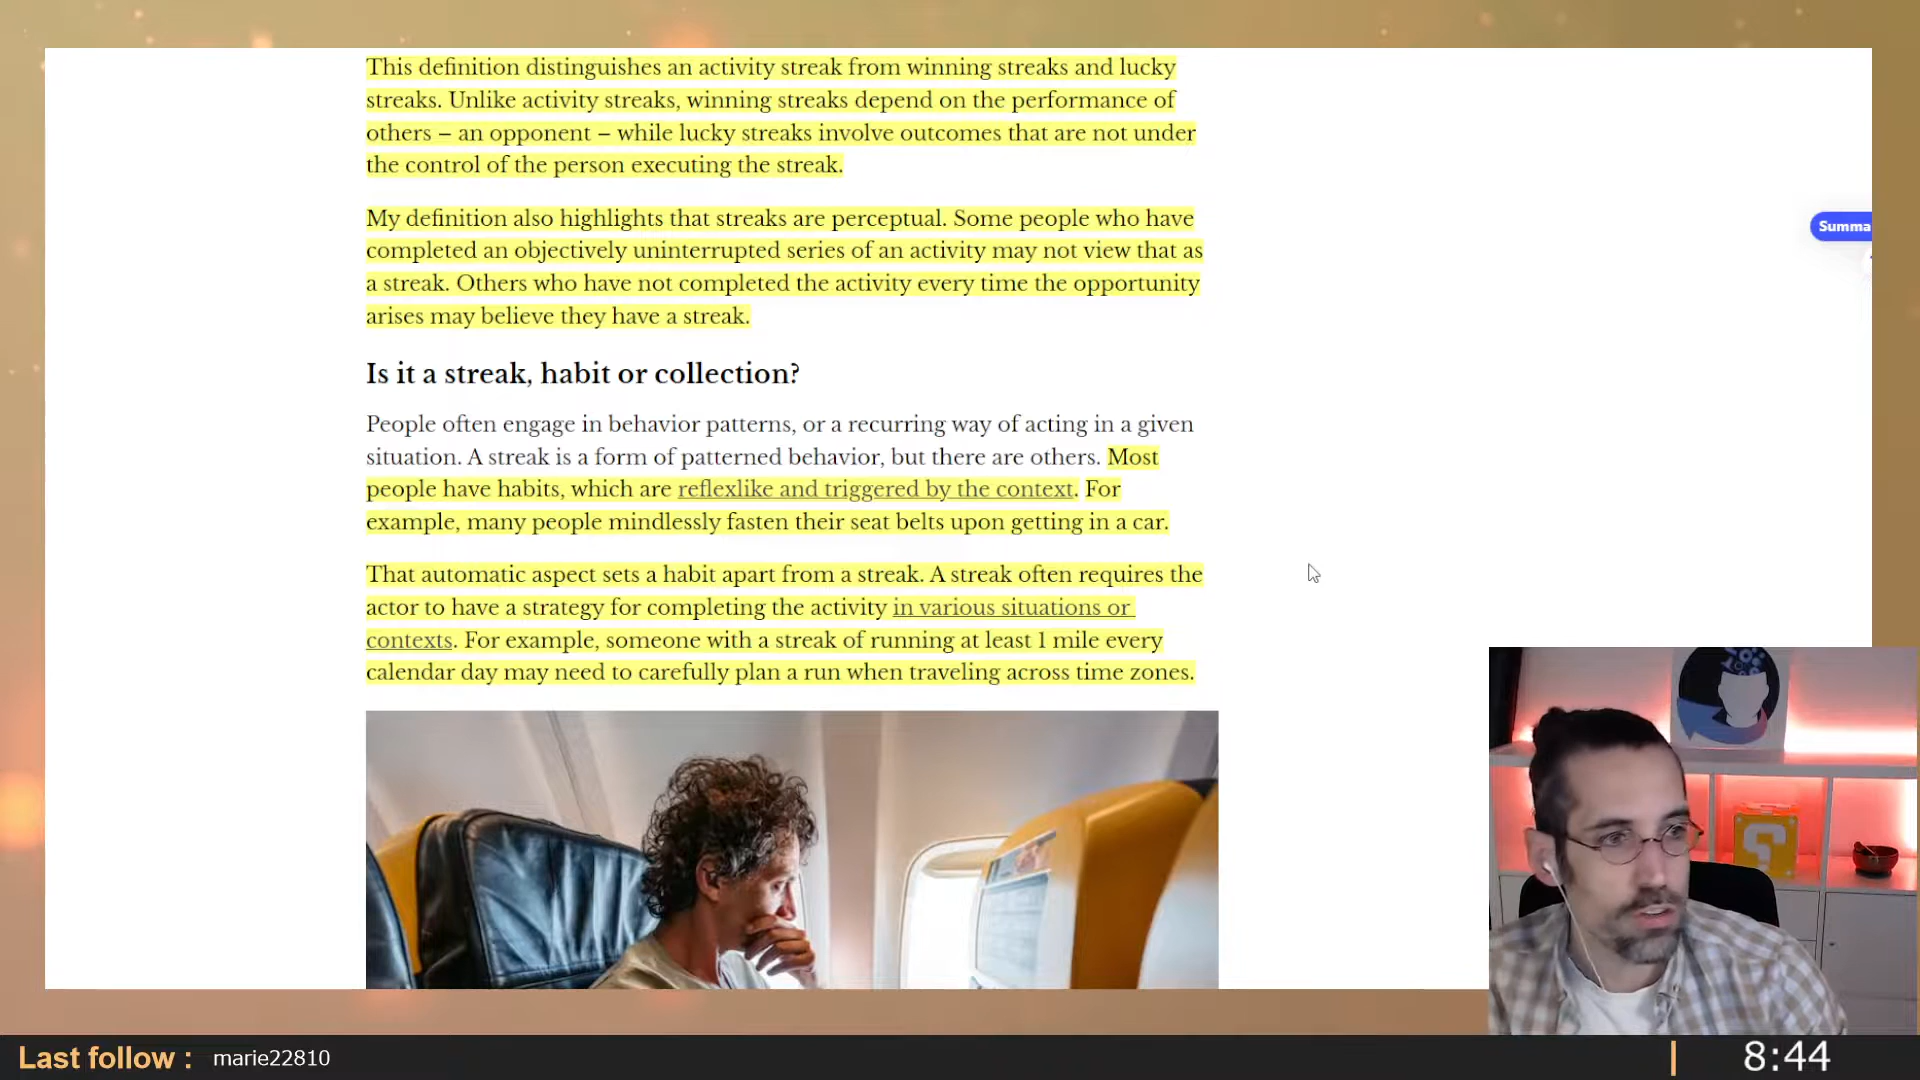 This definition distinguishes an activity streak from winning streaks and lucky
streaks. Unlike activity streaks, winning streaks depend on the performance of
others – an opponent – while lucky streaks involve outcomes that are not under
the control of the person executing the streak.
My definition also highlights that streaks are perceptual. Some people who have
completed an objectively uninterrupted series of an activity may not view that as
a streak. Others who have not completed the activity every time the opportunity
arises may believe they have a streak.
Is it a streak, habit or collection?
People often engage in behavior patterns, or a recurring way of acting in a given
situation. A streak is a form of patterned behavior, but there are others. Most
people have habits, which are reflexlike and triggered by the context. For
example, many people mindlessly fasten their seat belts upon getting in a car.
That automatic aspect sets a habit apart from a streak. A streak often requires the
actor to have a strategy for completing the activity in various situations or
contexts. For example, someone with a streak of running at least 1 mile every
calendar day may need to carefully plan a run when traveling across time zones.
Summa
?
Last follow : marie22810
8:44